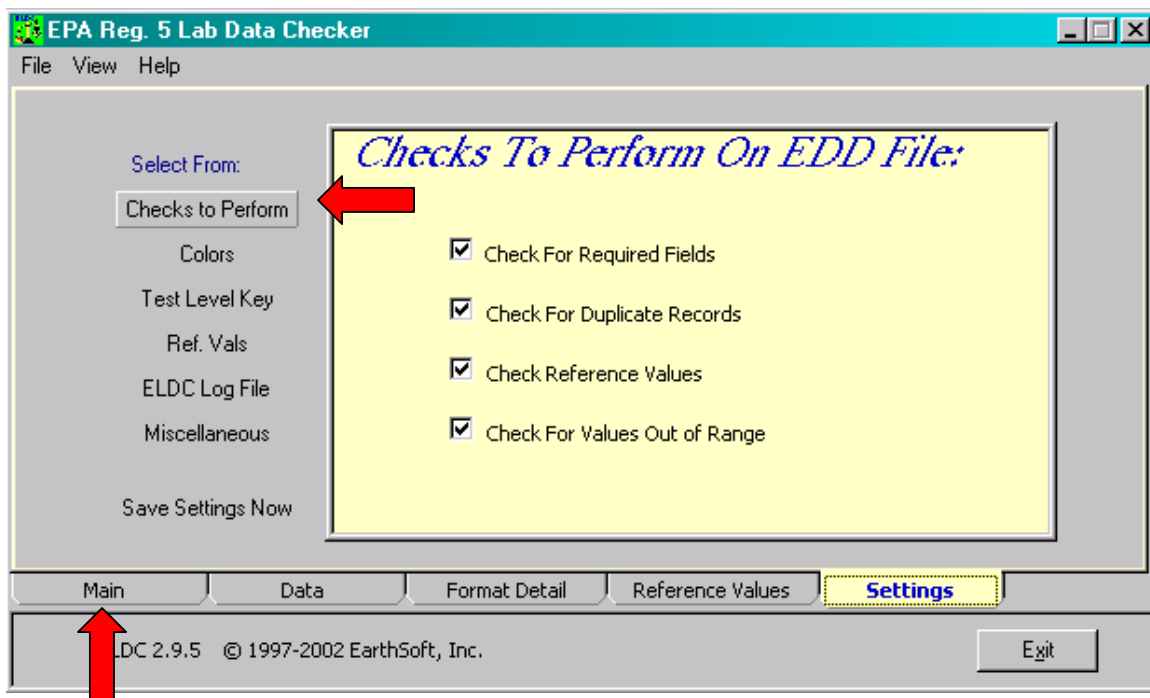 EPA Reg. 5 Lab Data Checker
File View Help
Select From:
Checks to Perform
Colors
Test Level Key
Ref. Vals
ELDC Log File
Miscellaneous
Save Settings Now
Checks To Perform On EDD File:
Check For Required Fields
Check For Duplicate Records
Check Reference Values
Check For Values Out of Range
Main Data Format Detail Reference Values Settings
LDC 2.9.5 © 1997-2002 EarthSoft, Inc.
Exit